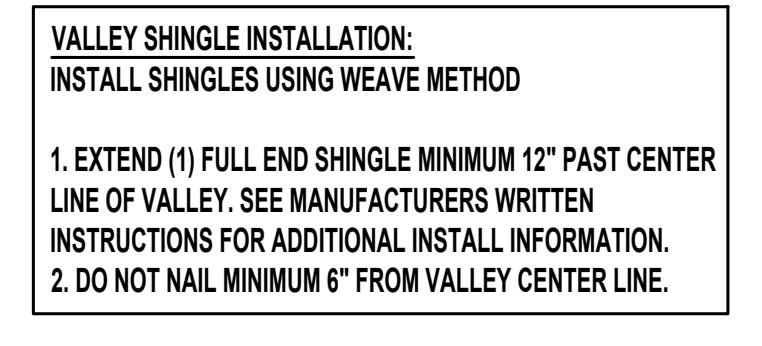 VALLEY SHINGLE INSTALLATION:
INSTALL SHINGLES USING WEAVE METHOD
1. EXTEND (1) FULL END SHINGLE MINIMUM 12" PAST CENTER
LINE OF VALLEY. SEE MANUFACTURERS WRITTEN
INSTRUCTIONS FOR ADDITIONAL INSTALL INFORMATION.
2. DO NOT NAIL MINIMUM 6" FROM VALLEY CENTER LINE.